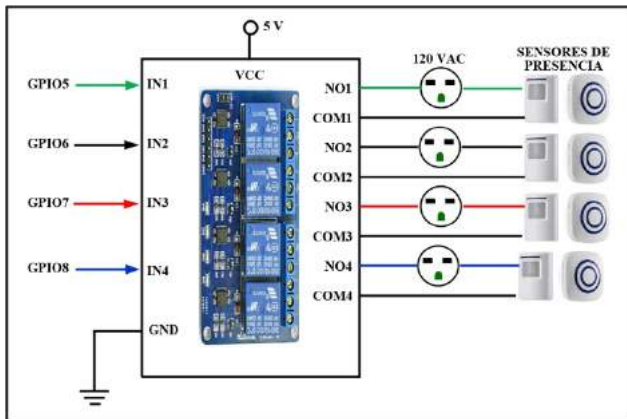 5 V
120 VAC
SENSORES DE
PRESENCIA
VCC
GPIO5
IN1
NO1
COM1
GPIO6
IN2
NO2
COM2
GPIO7
IN3
NO3
COM3
GPIO8
IN4
NO4
COM4
GND